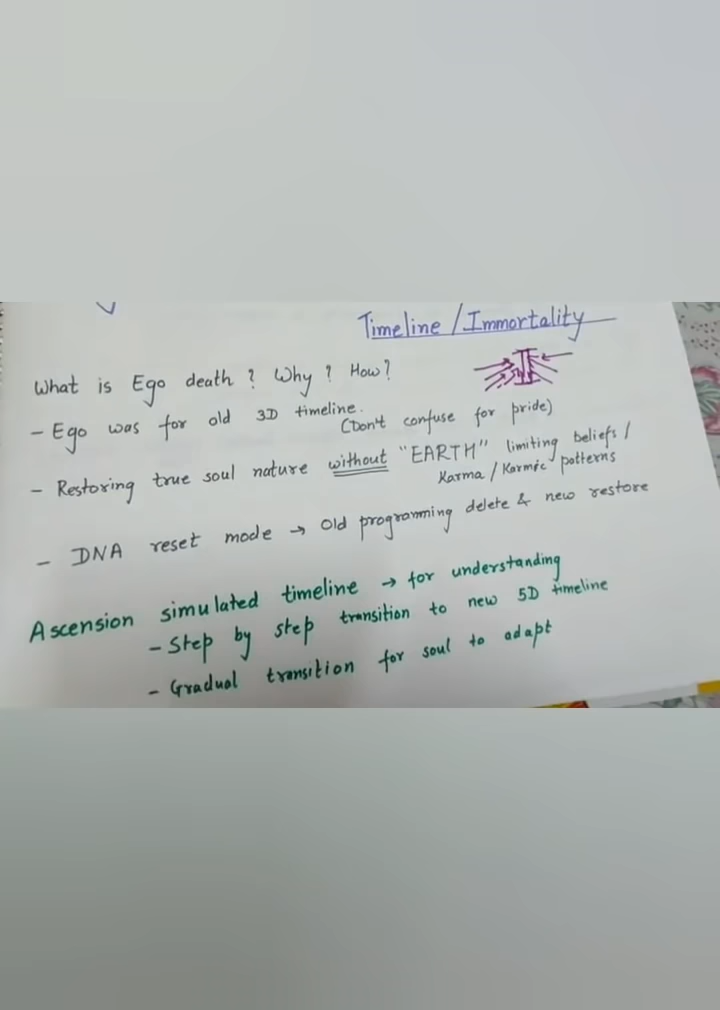 Timeline / Immortality
What is Ego death ? Why ? How ?
- Ego was for old 3D timeline.
(Don't confuse for pride)
- Restoring true soul nature without "EARTH" limiting beliefs /
Karma / Karmic patterns
- DNA reset mode → Old programming delete & new restore
Ascension simulated timeline → for understanding
- Step by step transition to new 5D timeline
- Gradual transition for soul to adapt